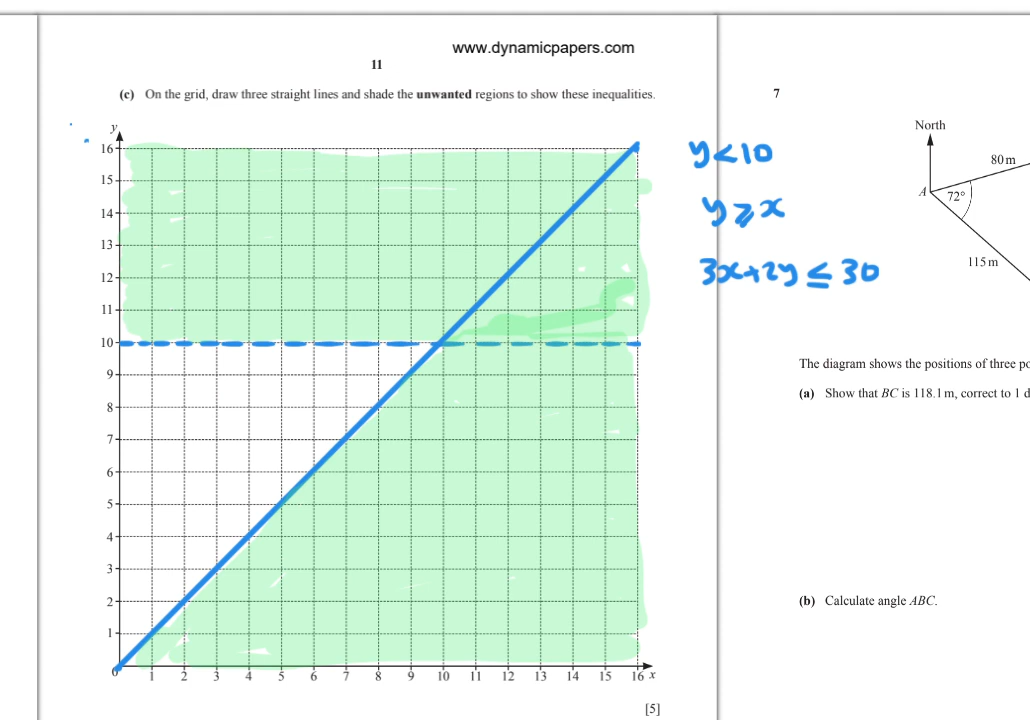 www.dynamicpapers.com
11
(c) On the grid, draw three straight lines and shade the unwanted regions to show these inequalities.
y
16
15
14
13
12
11
10
9
8
7
6
5
4
3
2
1
0 1 2 3 4 5 6 7 8 9 10 11 12 13 14 15 16 x
[5]
y<10
y⩾x
3x+2y≤30
7
North
80 m
A 72°
115 m
The diagram shows the positions of three po
(a) Show that BC is 118.1 m, correct to 1 d
(b) Calculate angle ABC.